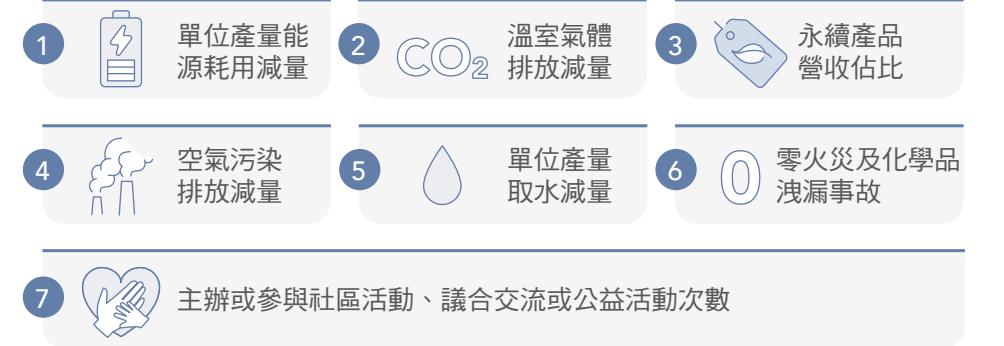 1
單位產量能
源耗用減量
2
CO2
溫室氣體
排放減量
3
永續產品
營收佔比
4
空氣污染
排放減量
5
單位產量
取水減量
6
0
零火災及化學品
洩漏事故
7
主辦或參與社區活動、議合交流或公益活動次數